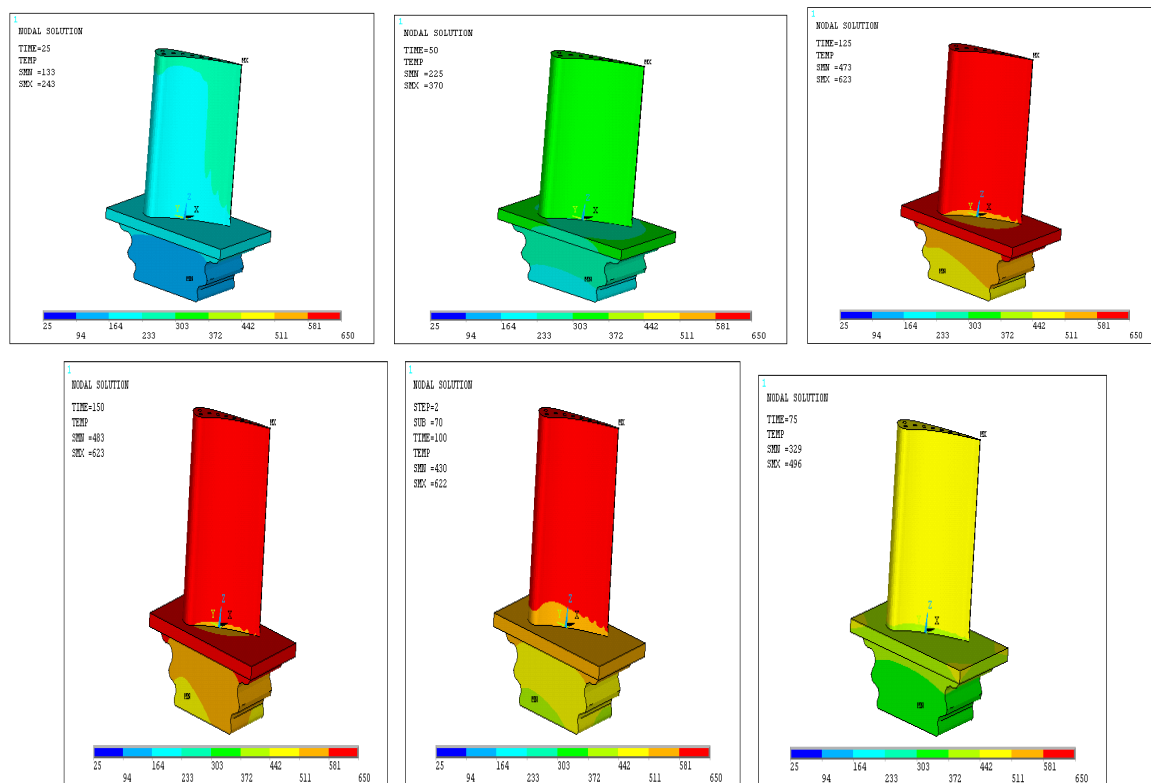 1
NODAL SOLUTION
TIME=25
TEMP
SMN =133
SMX =243
MX
Z
Y X
MN
25 164 303 442 581
94 233 372 511 650
1
NODAL SOLUTION
TIME=50
TEMP
SMN =225
SMX =370
MX
Z
Y X
MN
25 164 303 442 581
94 233 372 511 650
1
NODAL SOLUTION
TIME=125
TEMP
SMN =473
SMX =623
MX
Z
Y X
MN
25 164 303 442 581
94 233 372 511 650
1
NODAL SOLUTION
TIME=150
TEMP
SMN =483
SMX =623
MX
Z
Y X
MN
25 164 303 442 581
94 233 372 511 650
1
NODAL SOLUTION
STEP=2
SUB =70
TIME=100
TEMP
SMN =430
SMX =622
MX
Z
Y X
MN
25 164 303 442 581
94 233 372 511 650
1
NODAL SOLUTION
TIME=75
TEMP
SMN =329
SMX =496
MX
Z
Y X
MN
25 164 303 442 581
94 233 372 511 650